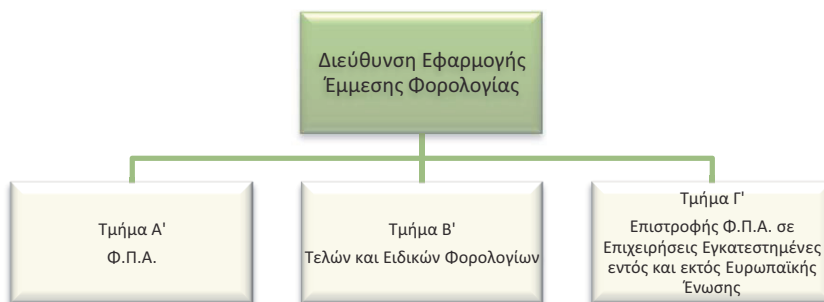 Διεύθυνση Εφαρμογής
Έμμεσης Φορολογίας
Τμήμα Α'
Φ.Π.Α.
Τμήμα Β'
Τελών και Ειδικών Φορολογίων
Τμήμα Γ'
Επιστροφής Φ.Π.Α. σε
Επιχειρήσεις Εγκατεστημένες
εντός και εκτός Ευρωπαϊκής
Ένωσης